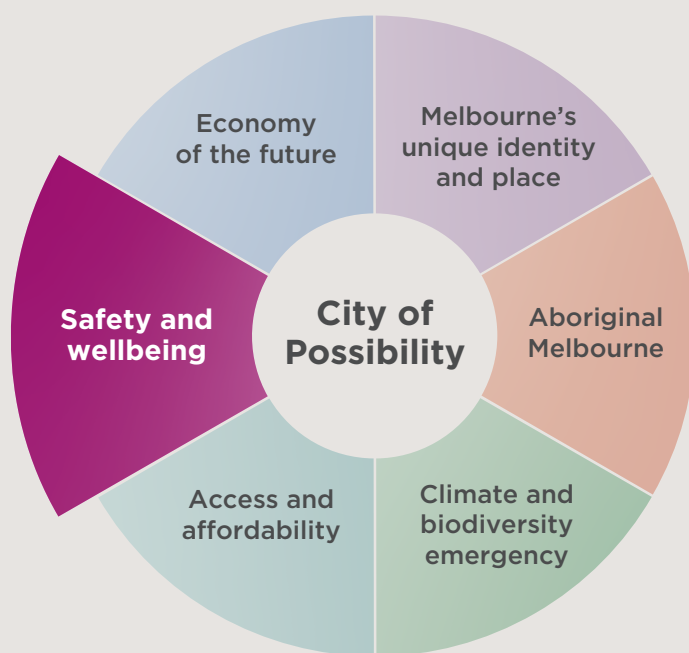 Economy
of the future
Melbourne's
unique identity
and place
Safety and
wellbeing
City of
Possibility
Aboriginal
Melbourne
Access and
affordability
Climate and
biodiversity
emergency